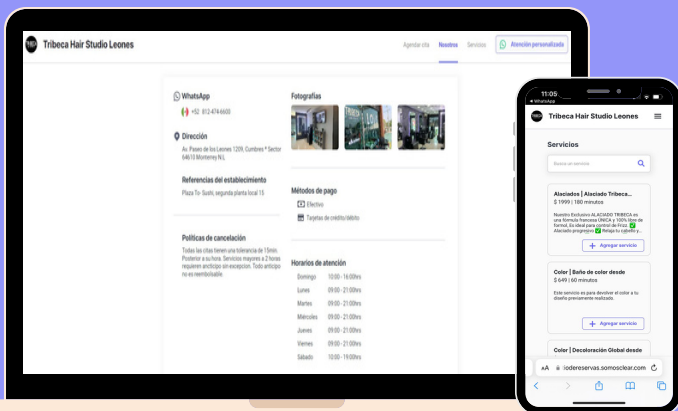 Tribeca Hair Studio Leones
Agendar cita
Nosotros
Servicios
Atención personalizada
WhatsApp
+52 812-474-6600
Dirección
Av. Paseo de los Leones 1209, Cumbres * Sector
64610 Monterrey N.L
Referencias del establecimiento
Plaza To- Sushi, segunda planta local 15
Políticas de cancelación
Todas las citas tienen una tolerancia de 15min.
Posterior a su hora. Servicios mayores a 2 horas
requieren anticipo sin excepcion. Todo anticipo
no es reembolsable.
Fotografías
Métodos de pago
Efectivo
Tarjetas de crédito/débito
Horarios de atención
Domingo 10:00 - 16:00hrs
Lunes 09:00 - 21:00hrs
Martes 09:00 - 21:00hrs
Miércoles 09:00 - 21:00hrs
Jueves 09:00 - 21:00hrs
Viernes 09:00 - 21:00hrs
Sábado 10:00 - 19:00hrs
11:05
WhatsApp
Tribeca Hair Studio Leones
Servicios
Busca un servicio
Alaciados | Alaciado Tribeca...
$ 1999 | 180 minutos
Nuestro Exclusivo ALACIADO TRIBECA es
una fórmula francesa ÚNICA y 100% libre de
formol, Es ideal para control de Frizz. ✅
Alaciado progresivo ✅ Relaja tu cabello y...
+ Agregar servicio
Color | Baño de color desde
$ 649 | 60 minutos
Este servicio es para devolver el color a tu
diseño previamente realizado.
+ Agregar servicio
Color | Decoloración Global desde
AA
iodereservas.somosclear.com